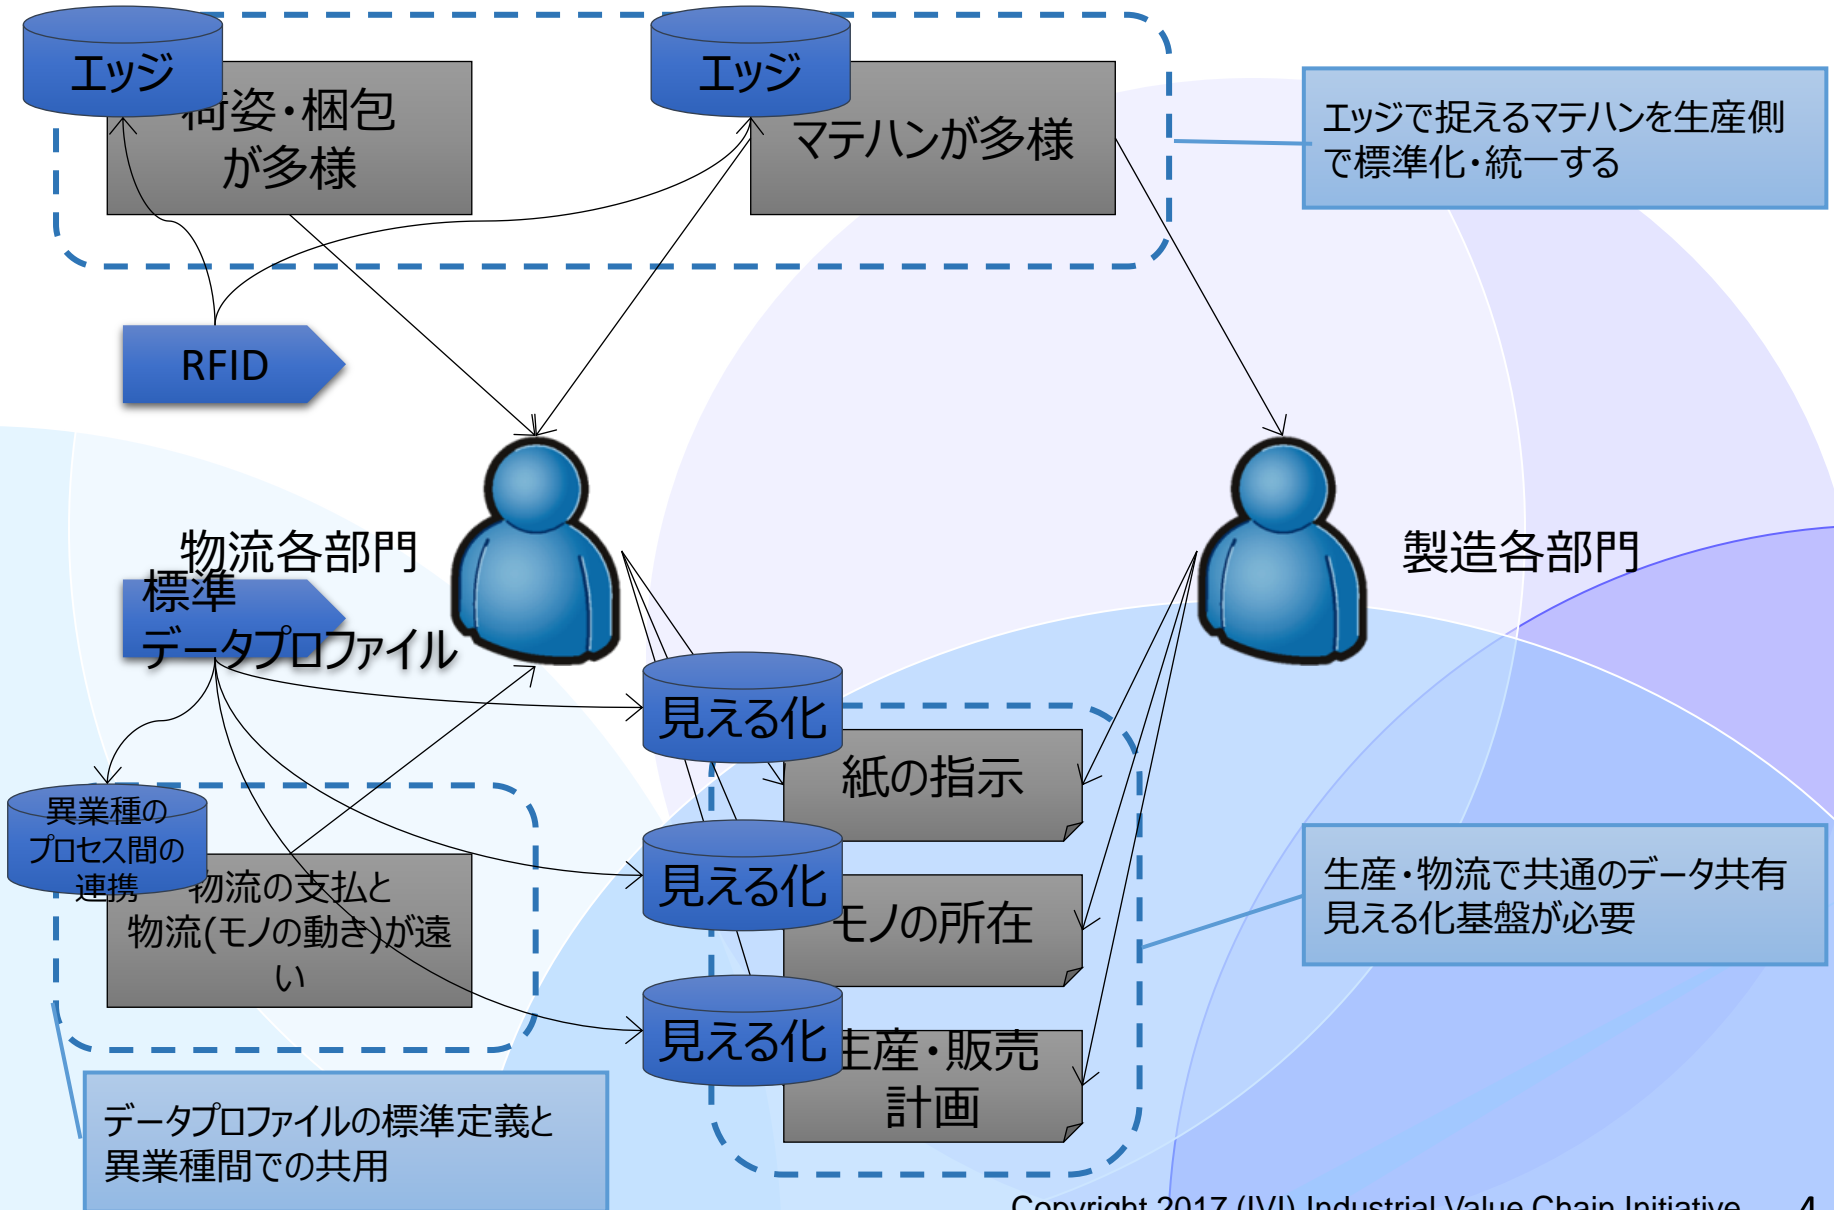 エッジ
荷姿・梱包
が多様
エッジ
マテハンが多様
エッジで捉えるマテハンを生産側
で標準化・統一する
RFID
物流各部門
製造各部門
標準
データプロファイル
見える化
紙の指示
異業種の
プロセス間の
連携
物流の支払と
物流(モノの動き)が遠
い
見える化
モノの所在
生産・物流で共通のデータ共有
見える化基盤が必要
見える化
生産・販売
計画
データプロファイルの標準定義と
異業種間での共用
Copyright 2017 (IVI) Industrial Value Chain Initiative 4